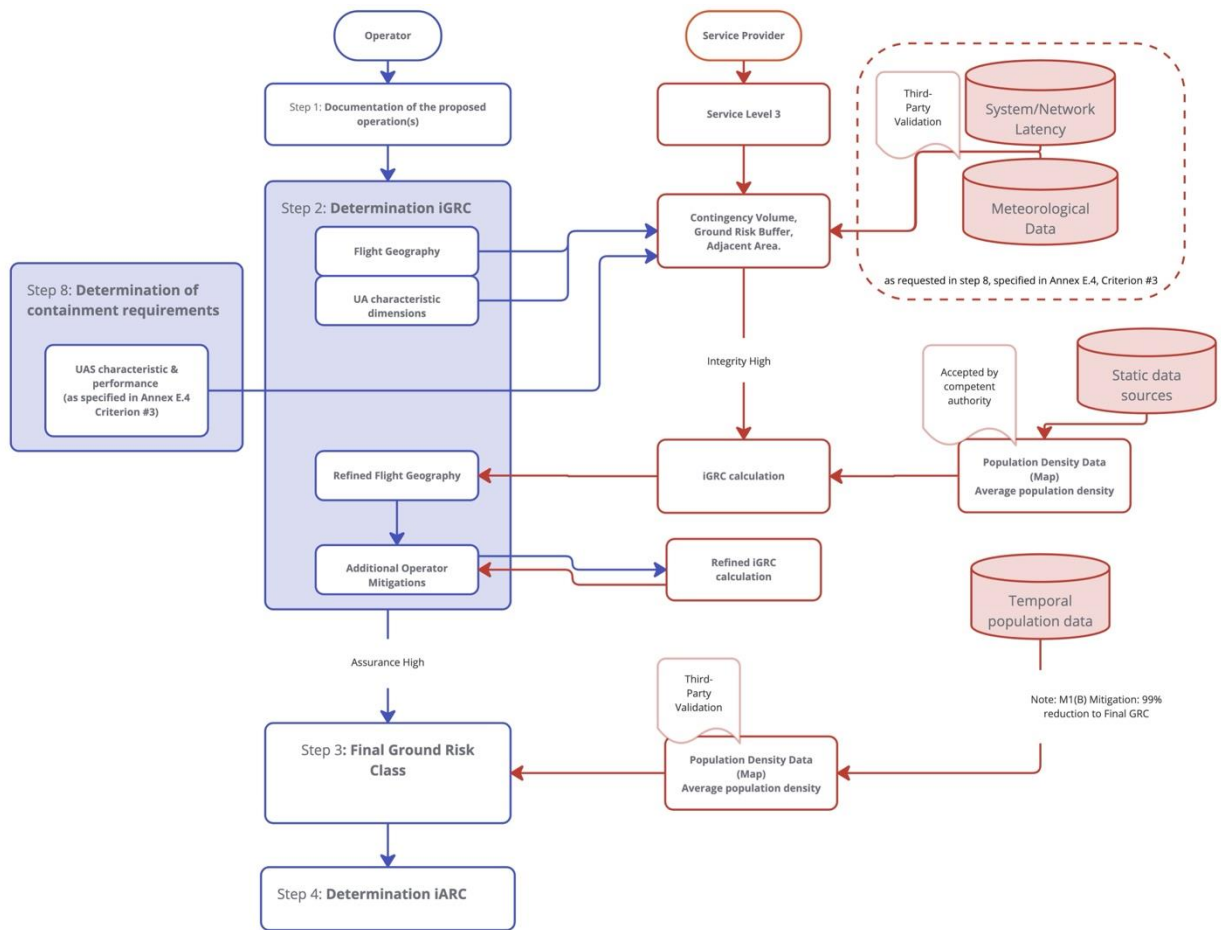 Operator
Service Provider
Step 1: Documentation of the proposed
operation(s)
Service Level 3
Third-
Party
Validation
System/Network
Latency
Meteorological
Data
as requested in step 8, specified in Annex E.4, Criterion #3
Step 2: Determination iGRC
Flight Geography
UA characteristic
dimensions
Contingency Volume,
Ground Risk Buffer,
Adjacent Area.
Step 8: Determination of
containment requirements
UAS characteristic &
performance
(as specified in Annex E.4
Criterion #3)
Integrity High
Accepted by
competent
authority
Static data
sources
Refined Flight Geography
iGRC calculation
Population Density Data
(Map)
Average population density
Additional Operator
Mitigations
Refined iGRC
calculation
Temporal
population data
Assurance High
Third-
Party
Validation
Note: M1(B) Mitigation: 99%
reduction to Final GRC
Step 3: Final Ground Risk
Class
Population Density Data
(Map)
Average population density
Step 4: Determination iARC